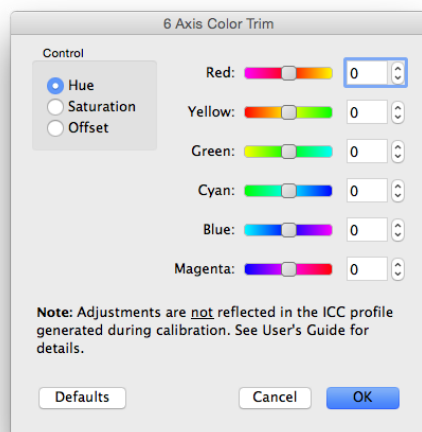 6 Axis Color Trim
Control
Hue
Saturation
Offset
Red: 0
Yellow: 0
Green: 0
Cyan: 0
Blue: 0
Magenta: 0
Note: Adjustments are not reflected in the ICC profile
generated during calibration. See User's Guide for
details.
Defaults Cancel OK